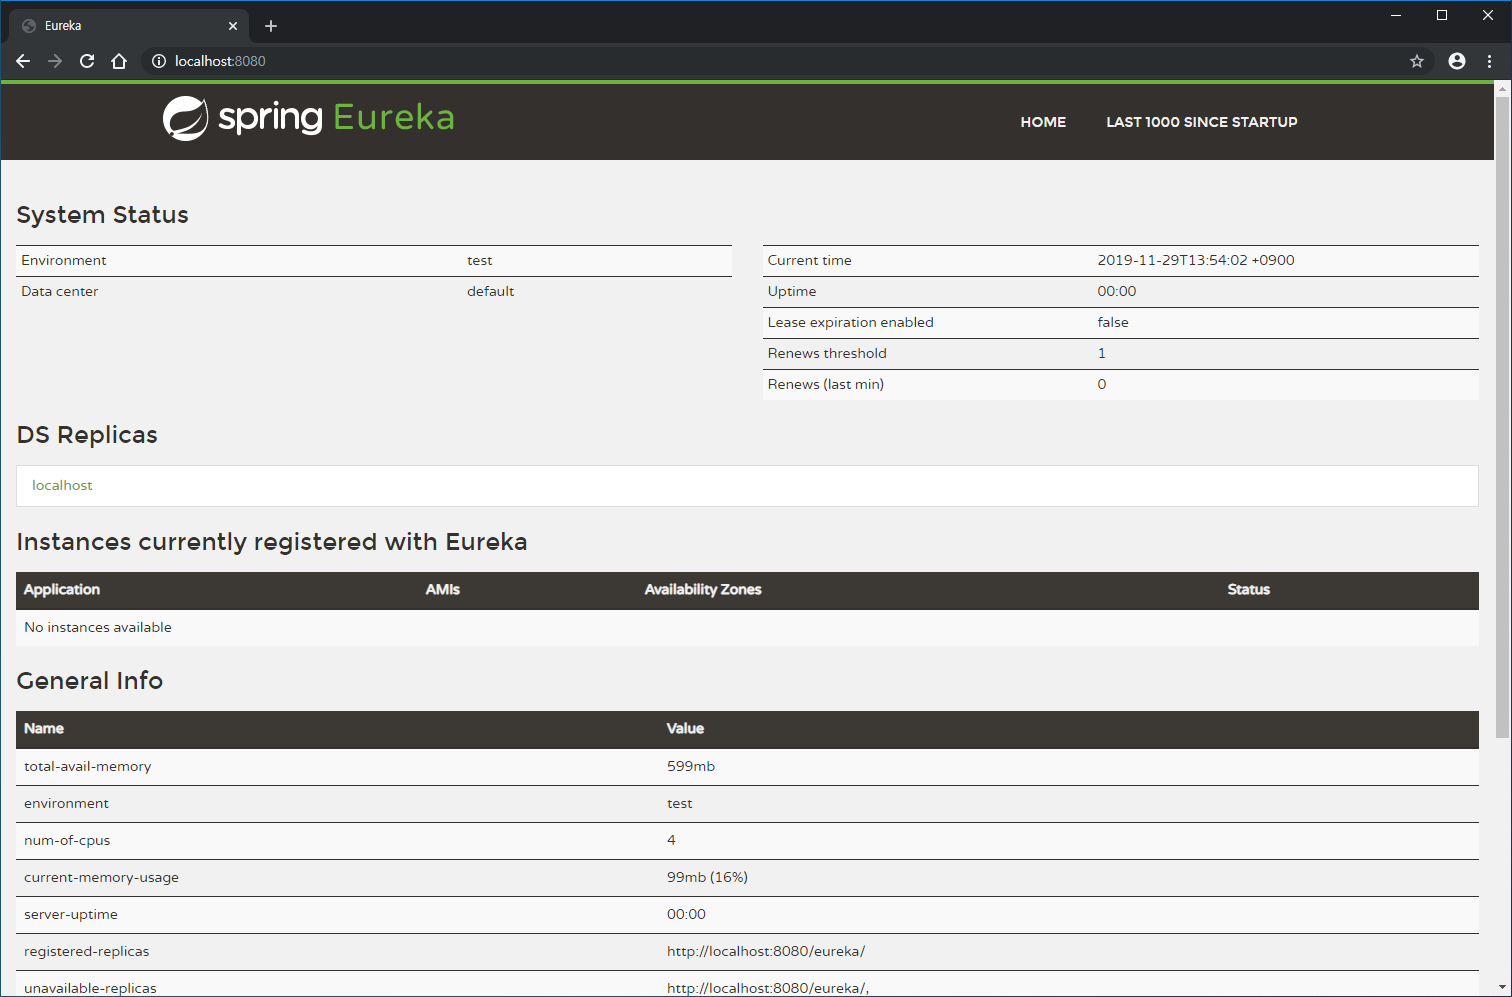 Eureka
localhost:8080
spring Eureka
HOME LAST 1000 SINCE STARTUP
System Status
Environment test
Data center default
Current time 2019-11-29T13:54:02 +0900
Uptime 00:00
Lease expiration enabled false
Renews threshold 1
Renews (last min) 0
DS Replicas
localhost
Instances currently registered with Eureka
Application AMIs Availability Zones Status
No instances available
General Info
Name Value
total-avail-memory 599mb
environment test
num-of-cpus 4
current-memory-usage 99mb (16%)
server-uptime 00:00
registered-replicas http://localhost:8080/eureka/
unavailable-replicas http://localhost:8080/eureka/,